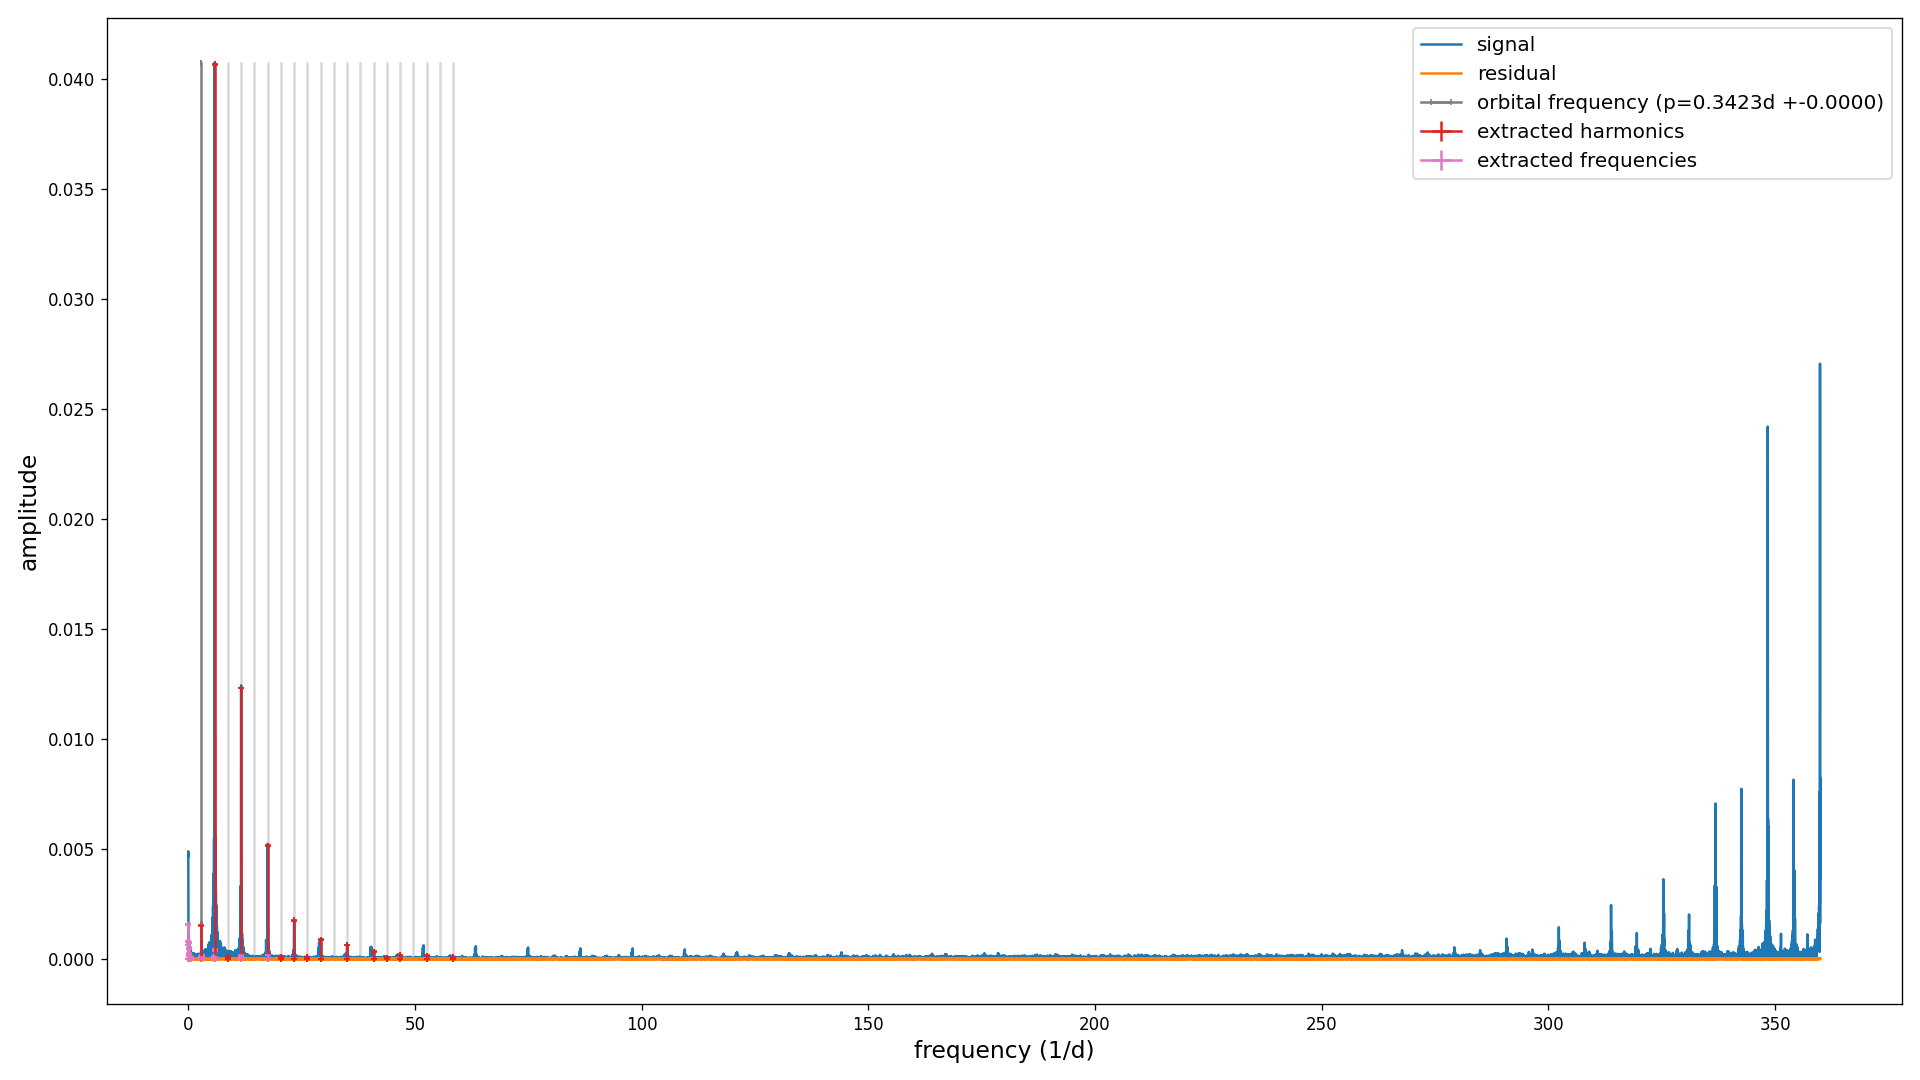 signal
residual
orbital frequency (p=0.3423d +-0.0000)
extracted harmonics
extracted frequencies
0.040
0.035
0.030
0.025
0.020
0.015
0.010
0.005
0.000
amplitude
0 50 100 150 200 250 300 350
frequency (1/d)